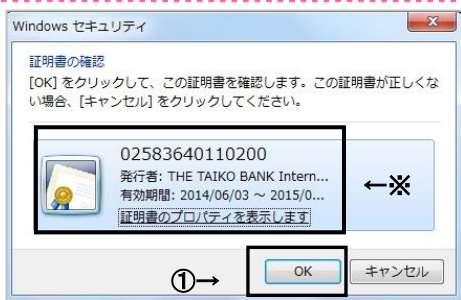 Windows セキュリティ
証明書の確認
[OK] をクリックして、この証明書を確認します。この証明書が正しくな
い場合、[キャンセル] をクリックしてください。
02583640110200
発行者: THE TAIKO BANK Intern...
有効期間: 2014/06/03 ～ 2015/0...
証明書のプロパティを表示します
←※
①→
OK
キャンセル